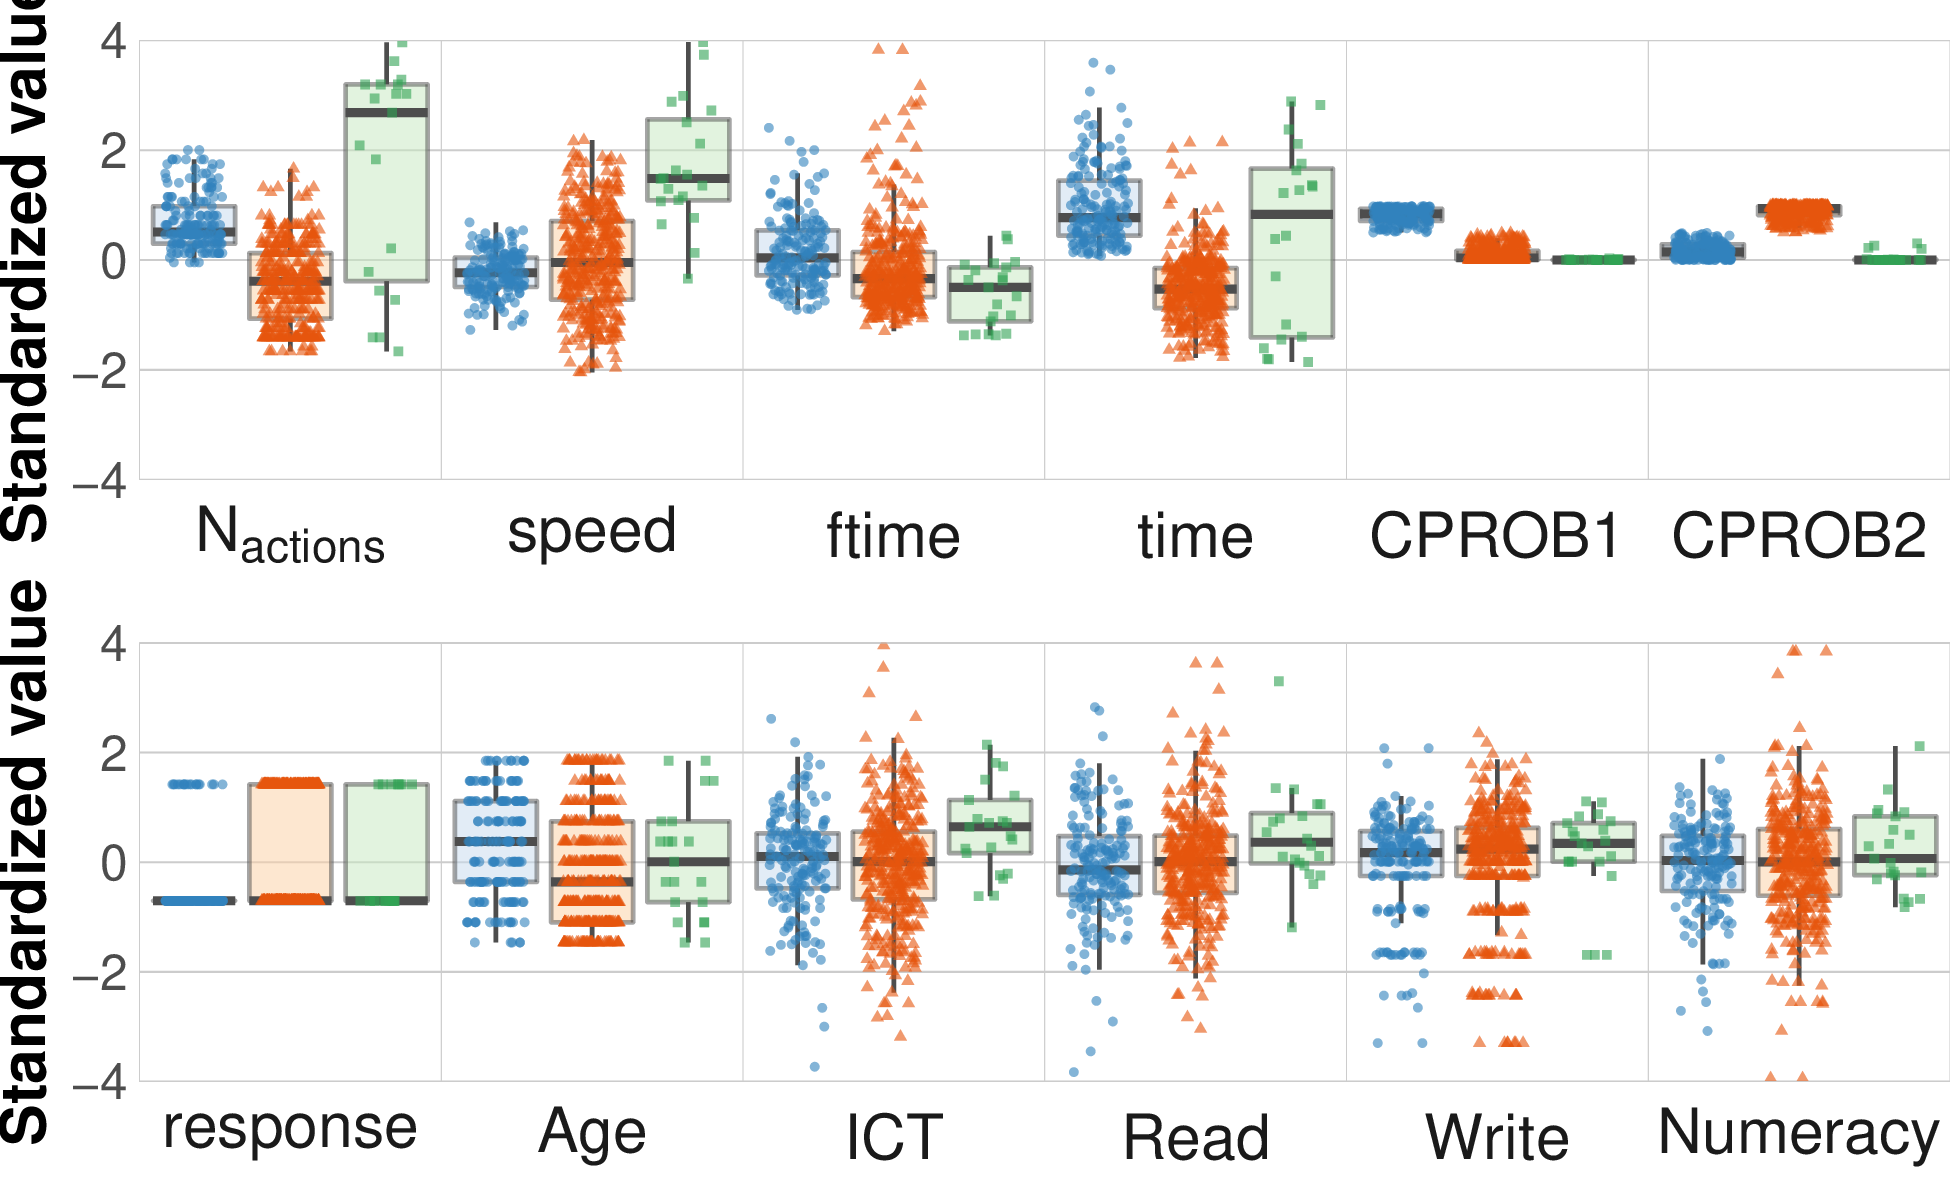 Standardized value
4
2
0
−2
−4
Nactions speed ftime time CPROB1 CPROB2
Standardized value
4
2
0
−2
−4
response Age ICT Read Write Numeracy